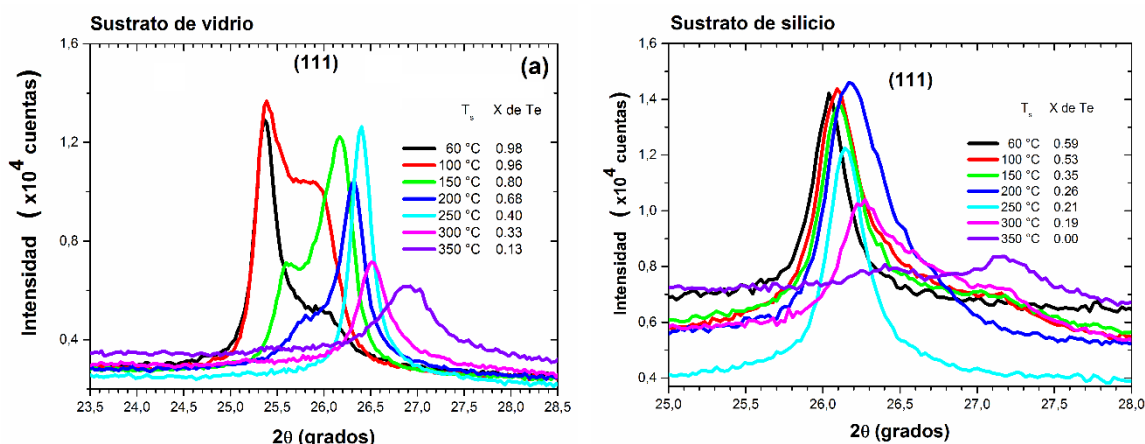 Sustrato de vidrio
1,6
1,2
0,8
0,4
Intensidad ( x10⁴ cuentas)
(111)
(a)
Tₛ X de Te
60 °C 0.98
100 °C 0.96
150 °C 0.80
200 °C 0.68
250 °C 0.40
300 °C 0.33
350 °C 0.13
23,5 24,0 24,5 25,0 25,5 26,0 26,5 27,0 27,5 28,0 28,5
2θ (grados)
Sustrato de silicio
1,6
1,4
1,2
1,0
0,8
0,6
0,4
Intensidad ( x10⁴ cuentas)
(111)
Tₛ X de Te
60 °C 0.59
100 °C 0.53
150 °C 0.35
200 °C 0.26
250 °C 0.21
300 °C 0.19
350 °C 0.00
25,0 25,5 26,0 26,5 27,0 27,5 28,0
2θ (grados)